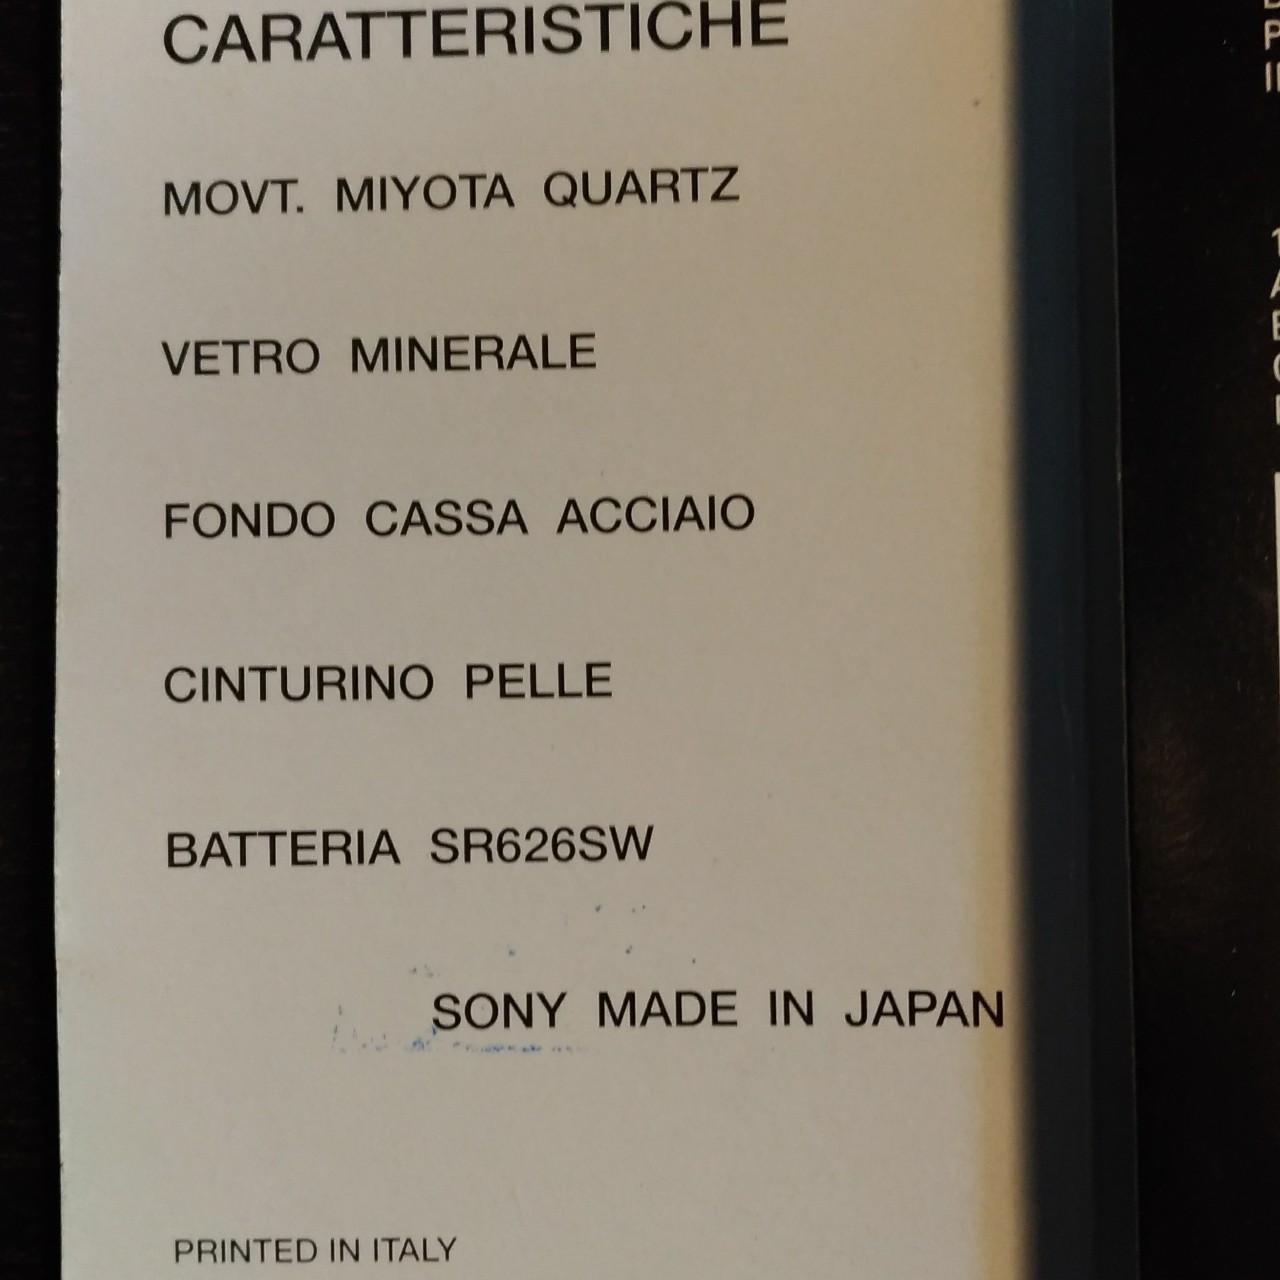 CARATTERISTICHE
MOVT. MIYOTA QUARTZ
VETRO MINERALE
FONDO CASSA ACCIAIO
CINTURINO PELLE
BATTERIA SR626SW
SONY MADE IN JAPAN
PRINTED IN ITALY